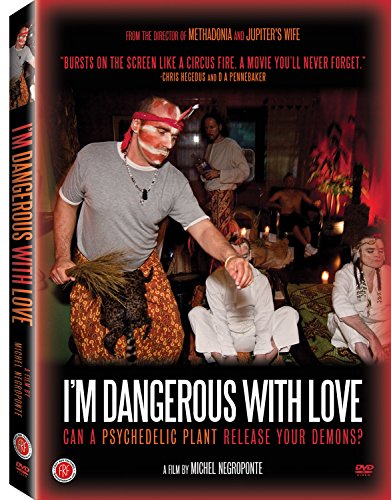 FROM THE DIRECTOR OF METHADONIA AND JUPITER'S WIFE
"BURSTS ON THE SCREEN LIKE A CIRCUS FIRE. A MOVIE YOU'LL NEVER FORGET."
-CHRIS HEGEDUS AND D A PENNEBAKER
I'M DANGEROUS WITH LOVE
CAN A PSYCHEDELIC PLANT RELEASE YOUR DEMONS?
A FILM BY MICHEL NEGROPONTE
DVD
VIDEO
I'M DANGEROUS WITH LOVE
A FILM BY
MICHEL NEGROPONTE
FRF
DVD